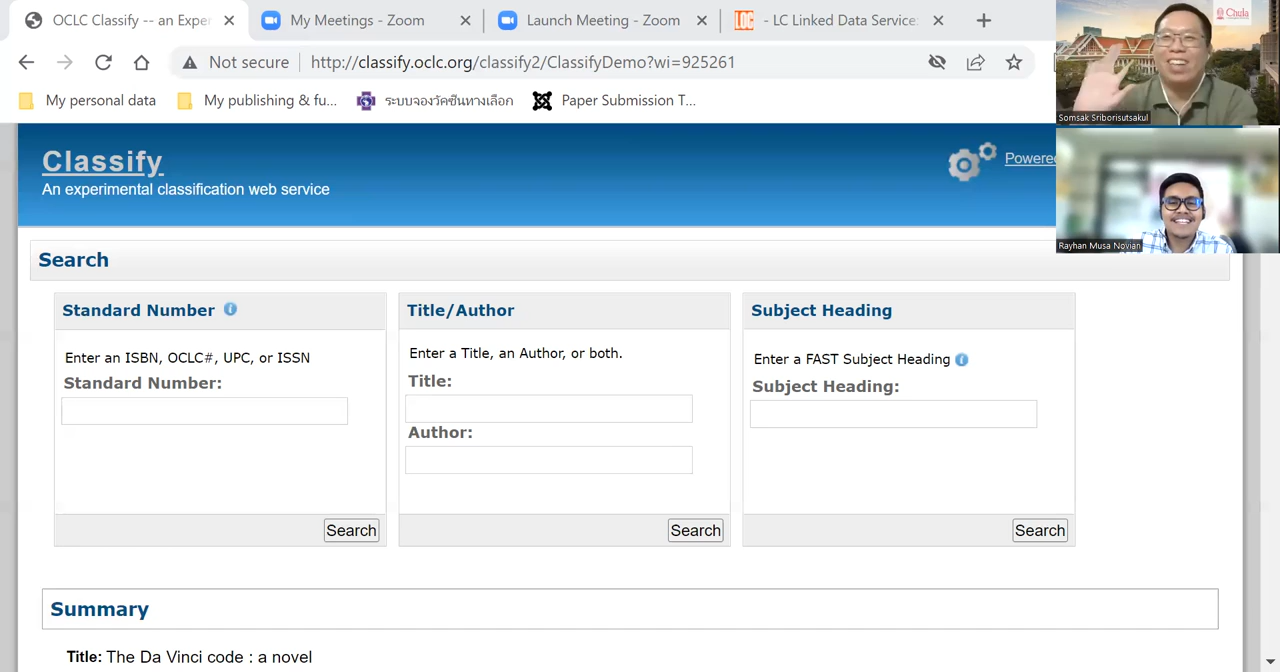 OCLC Classify -- an Exper
My Meetings - Zoom
Launch Meeting - Zoom
LOC
- LC Linked Data Service:
Not secure
http://classify.oclc.org/classify2/ClassifyDemo?wi=925261
My personal data
My publishing & fu...
ระบบจองวัคซีนทางเลือก
Paper Submission T...
Chula
Somsak Sriborisutsakul
Rayhan Musa Novian
Classify
An experimental classification web service
Powered
Search
Standard Number
Enter an ISBN, OCLC#, UPC, or ISSN
Standard Number:
Search
Title/Author
Enter a Title, an Author, or both.
Title:
Author:
Search
Subject Heading
Enter a FAST Subject Heading
Subject Heading:
Search
Summary
Title: The Da Vinci code : a novel